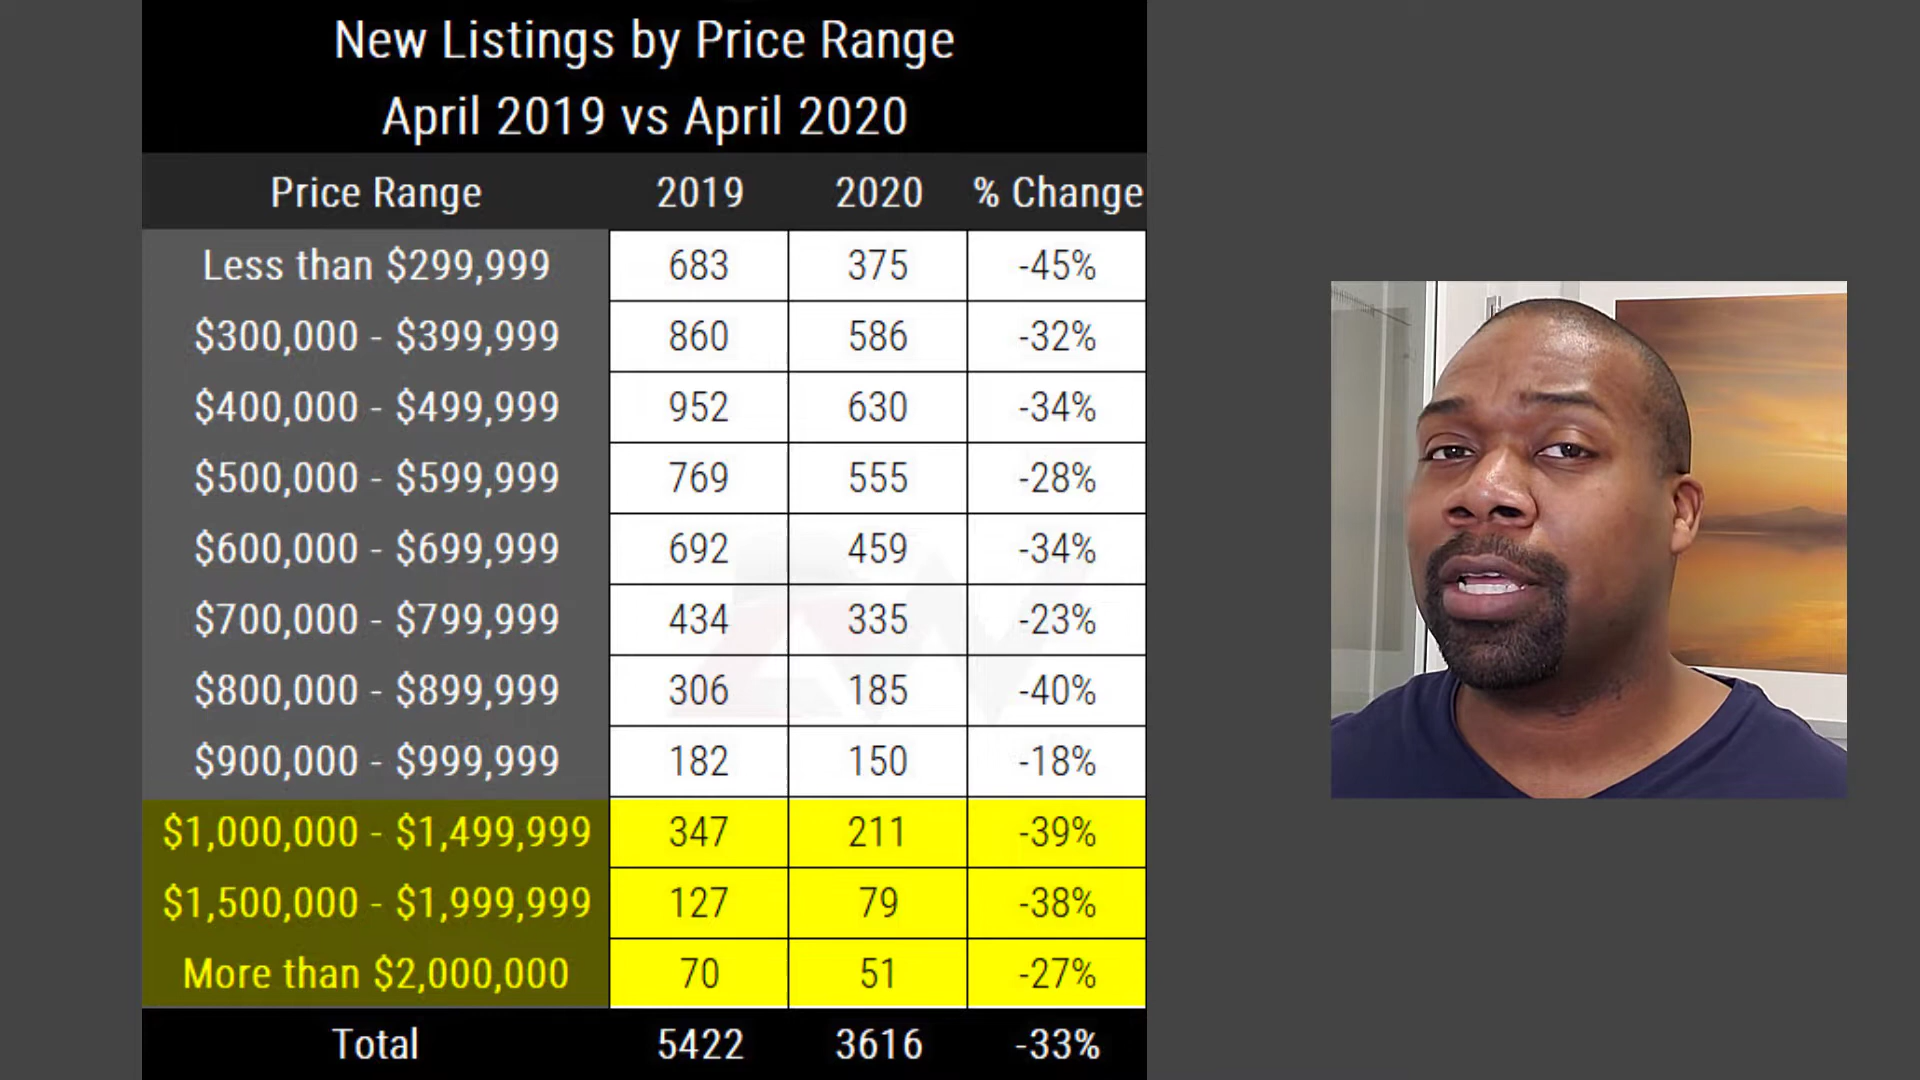 New Listings by Price Range
April 2019 vs April 2020
Price Range 2019 2020 % Change
Less than $299,999 683 375 -45%
$300,000 - $399,999 860 586 -32%
$400,000 - $499,999 952 630 -34%
$500,000 - $599,999 769 555 -28%
$600,000 - $699,999 692 459 -34%
$700,000 - $799,999 434 335 -23%
$800,000 - $899,999 306 185 -40%
$900,000 - $999,999 182 150 -18%
$1,000,000 - $1,499,999 347 211 -39%
$1,500,000 - $1,999,999 127 79 -38%
More than $2,000,000 70 51 -27%
Total 5422 3616 -33%